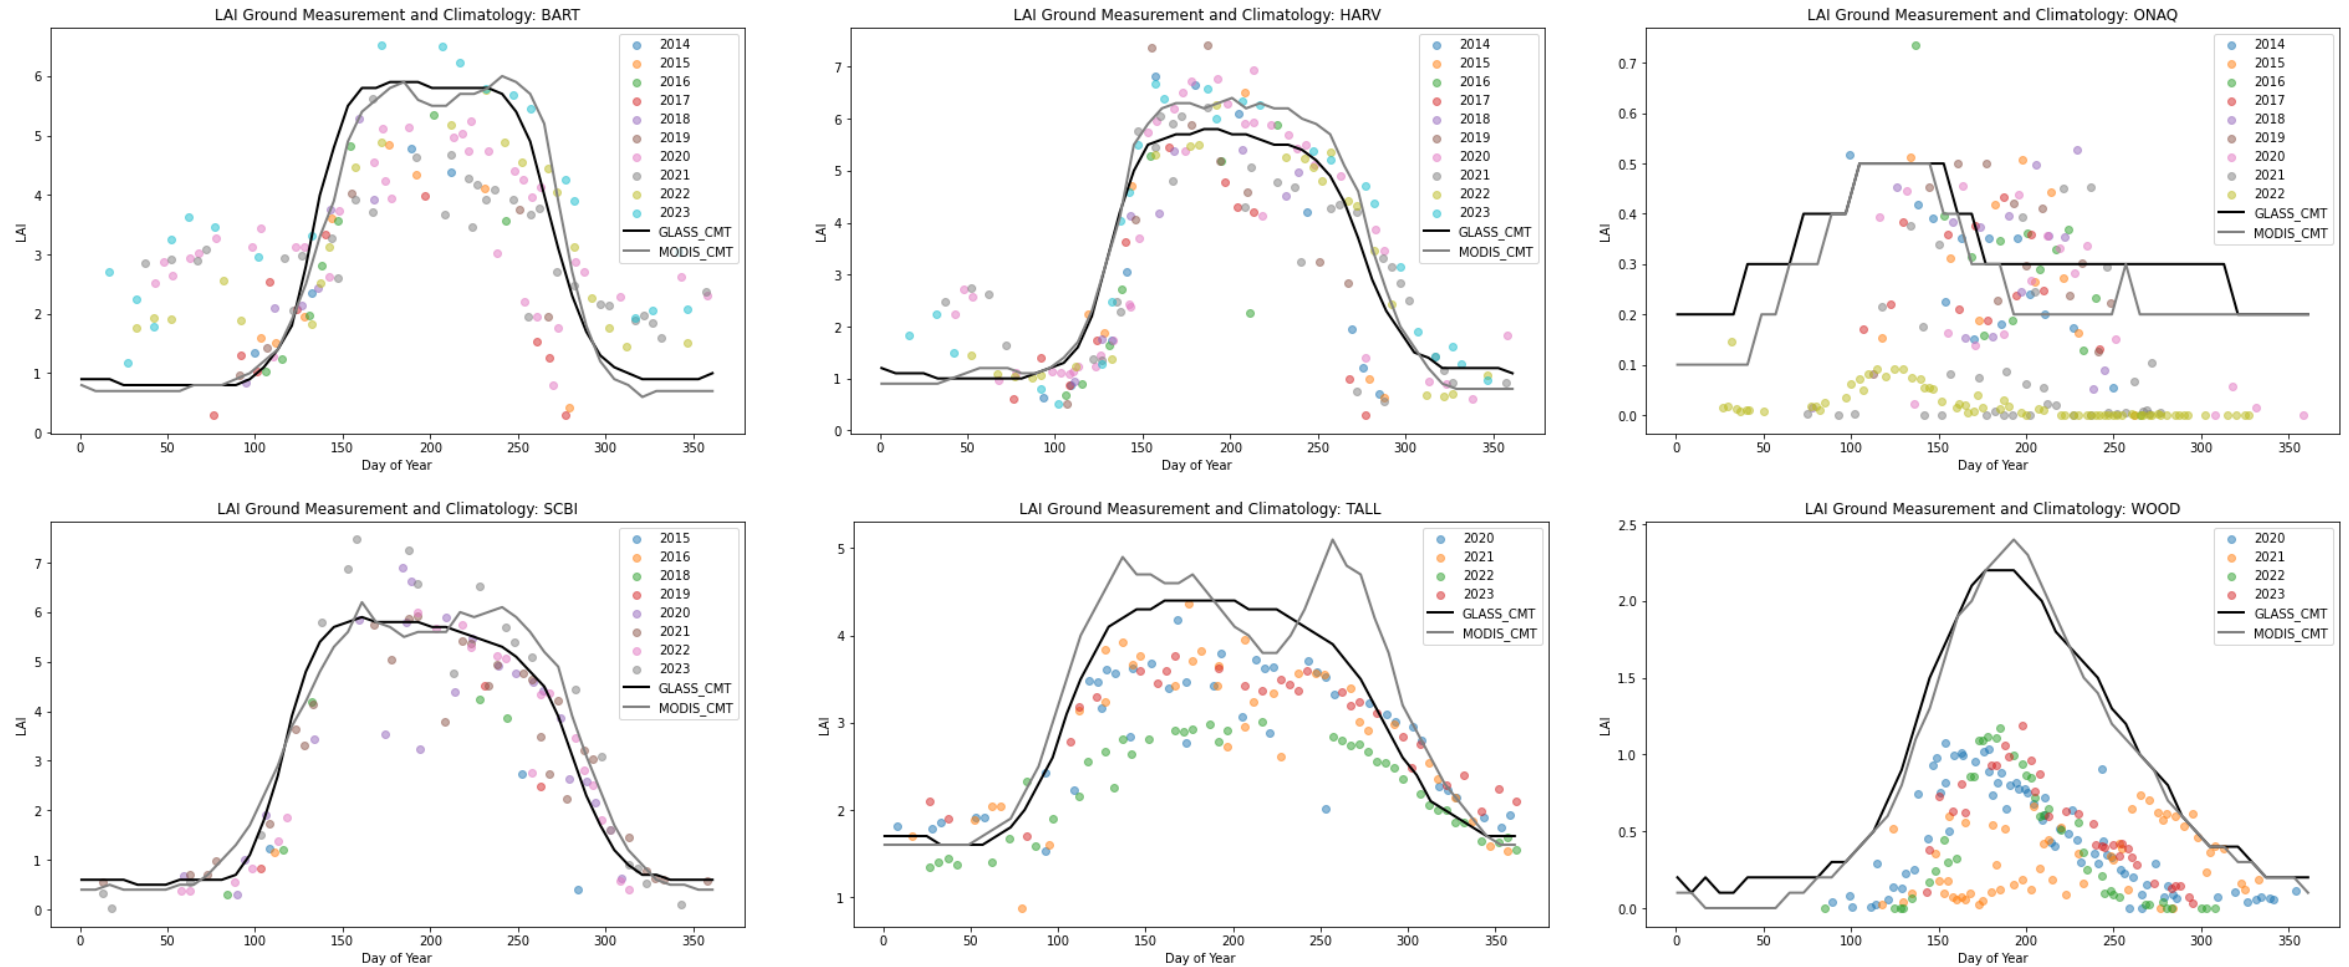 LAI Ground Measurement and Climatology: BART
LAI
6
5
4
3
2
1
0
0 50 100 150 200 250 300 350
Day of Year
2014
2015
2016
2017
2018
2019
2020
2021
2022
2023
GLASS_CMT
MODIS_CMT
LAI Ground Measurement and Climatology: HARV
LAI
7
6
5
4
3
2
1
0
0 50 100 150 200 250 300 350
Day of Year
2014
2015
2016
2017
2018
2019
2020
2021
2022
2023
GLASS_CMT
MODIS_CMT
LAI Ground Measurement and Climatology: ONAQ
LAI
0.7
0.6
0.5
0.4
0.3
0.2
0.1
0.0
0 50 100 150 200 250 300 350
Day of Year
2014
2015
2016
2017
2018
2019
2020
2021
2022
GLASS_CMT
MODIS_CMT
LAI Ground Measurement and Climatology: SCBI
LAI
7
6
5
4
3
2
1
0
0 50 100 150 200 250 300 350
Day of Year
2015
2016
2018
2019
2020
2021
2022
2023
GLASS_CMT
MODIS_CMT
LAI Ground Measurement and Climatology: TALL
LAI
5
4
3
2
1
0 50 100 150 200 250 300 350
Day of Year
2020
2021
2022
2023
GLASS_CMT
MODIS_CMT
LAI Ground Measurement and Climatology: WOOD
LAI
2.5
2.0
1.5
1.0
0.5
0.0
0 50 100 150 200 250 300 350
Day of Year
2020
2021
2022
2023
GLASS_CMT
MODIS_CMT